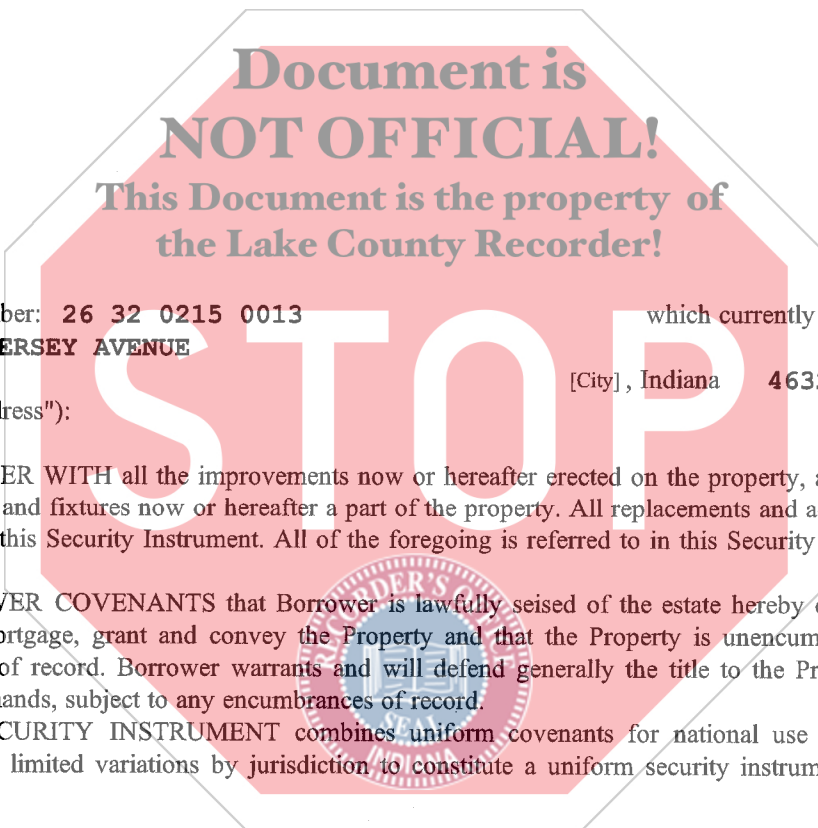 Document is
NOT OFFICIAL!
This Document is the property of
the Lake County Recorder!
ber: 26 32 0215 0013 which currently
ERSEY AVENUE
[City] , Indiana 463
ress"):
STOP
ER WITH all the improvements now or hereafter erected on the property,
and fixtures now or hereafter a part of the property. All replacements and a
this Security Instrument. All of the foregoing is referred to in this Security
VER COVENANTS that Borrower is lawfully seised of the estate hereby
ortgage, grant and convey the Property and that the Property is unencum
of record. Borrower warrants and will defend generally the title to the Pr
ands, subject to any encumbrances of record.
CURITY INSTRUMENT combines uniform covenants for national use
limited variations by jurisdiction to constitute a uniform security instrum
RECORDER'S OFFICE
SEAL
INDIANA